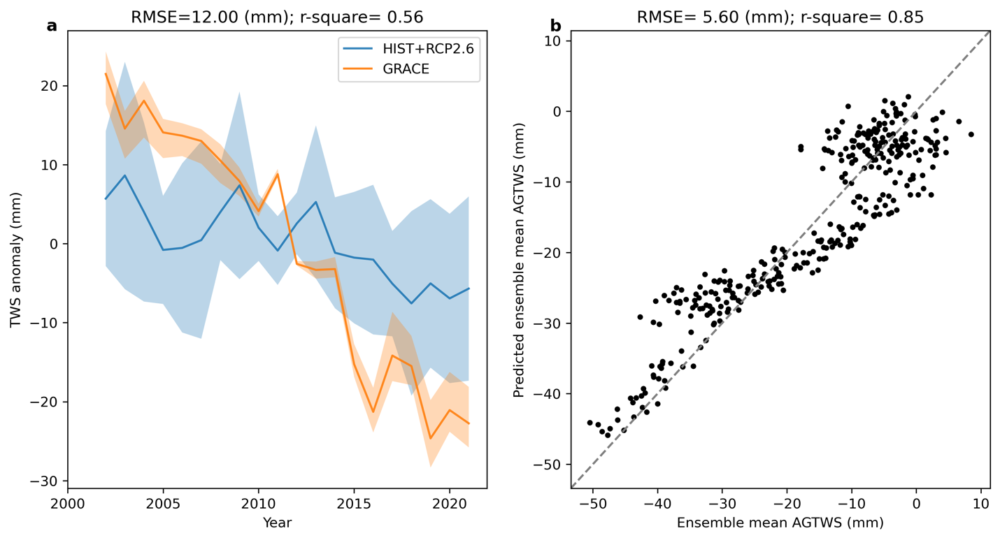 a
RMSE=12.00 (mm); r-square= 0.56
HIST+RCP2.6
GRACE
TWS anomaly (mm)
20
10
0
−10
−20
−30
2000
2005
2010
2015
2020
Year
b
RMSE= 5.60 (mm); r-square= 0.85
Predicted ensemble mean AGTWS (mm)
10
0
−10
−20
−30
−40
−50
−50
−40
−30
−20
−10
0
10
Ensemble mean AGTWS (mm)